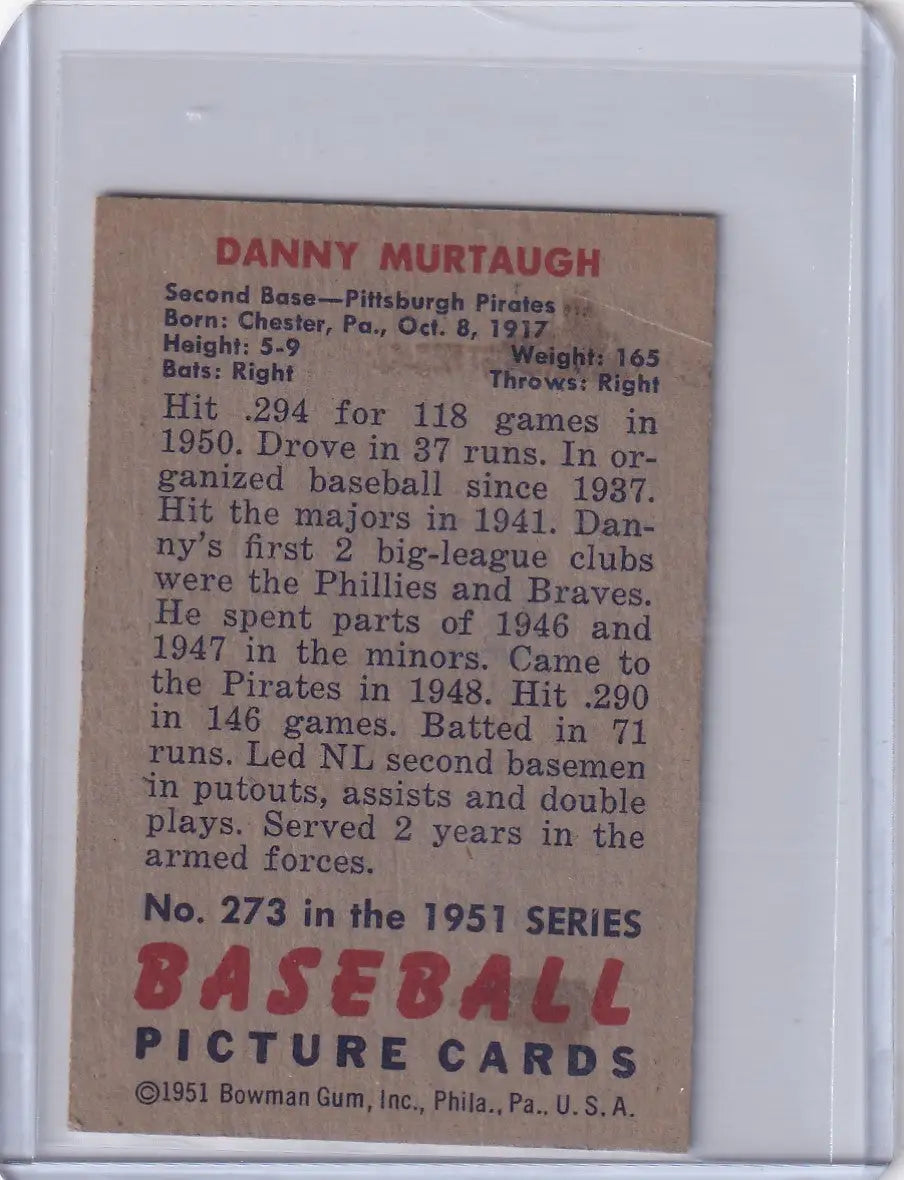 DANNY MURTAUGH
Second Base—Pittsburgh Pirates
Born: Chester, Pa., Oct. 8, 1917
Height: 5-9 Weight: 165
Bats: Right Throws: Right
Hit .294 for 118 games in
1950. Drove in 37 runs. In or-
ganized baseball since 1937.
Hit the majors in 1941. Dan-
ny's first 2 big-league clubs
were the Phillies and Braves.
He spent parts of 1946 and
1947 in the minors. Came to
the Pirates in 1948. Hit .290
in 146 games. Batted in 71
runs. Led NL second basemen
in putouts, assists and double
plays. Served 2 years in the
armed forces.
No. 273 in the 1951 SERIES
BASEBALL
PICTURE CARDS
©1951 Bowman Gum, Inc., Phila., Pa., U. S. A.